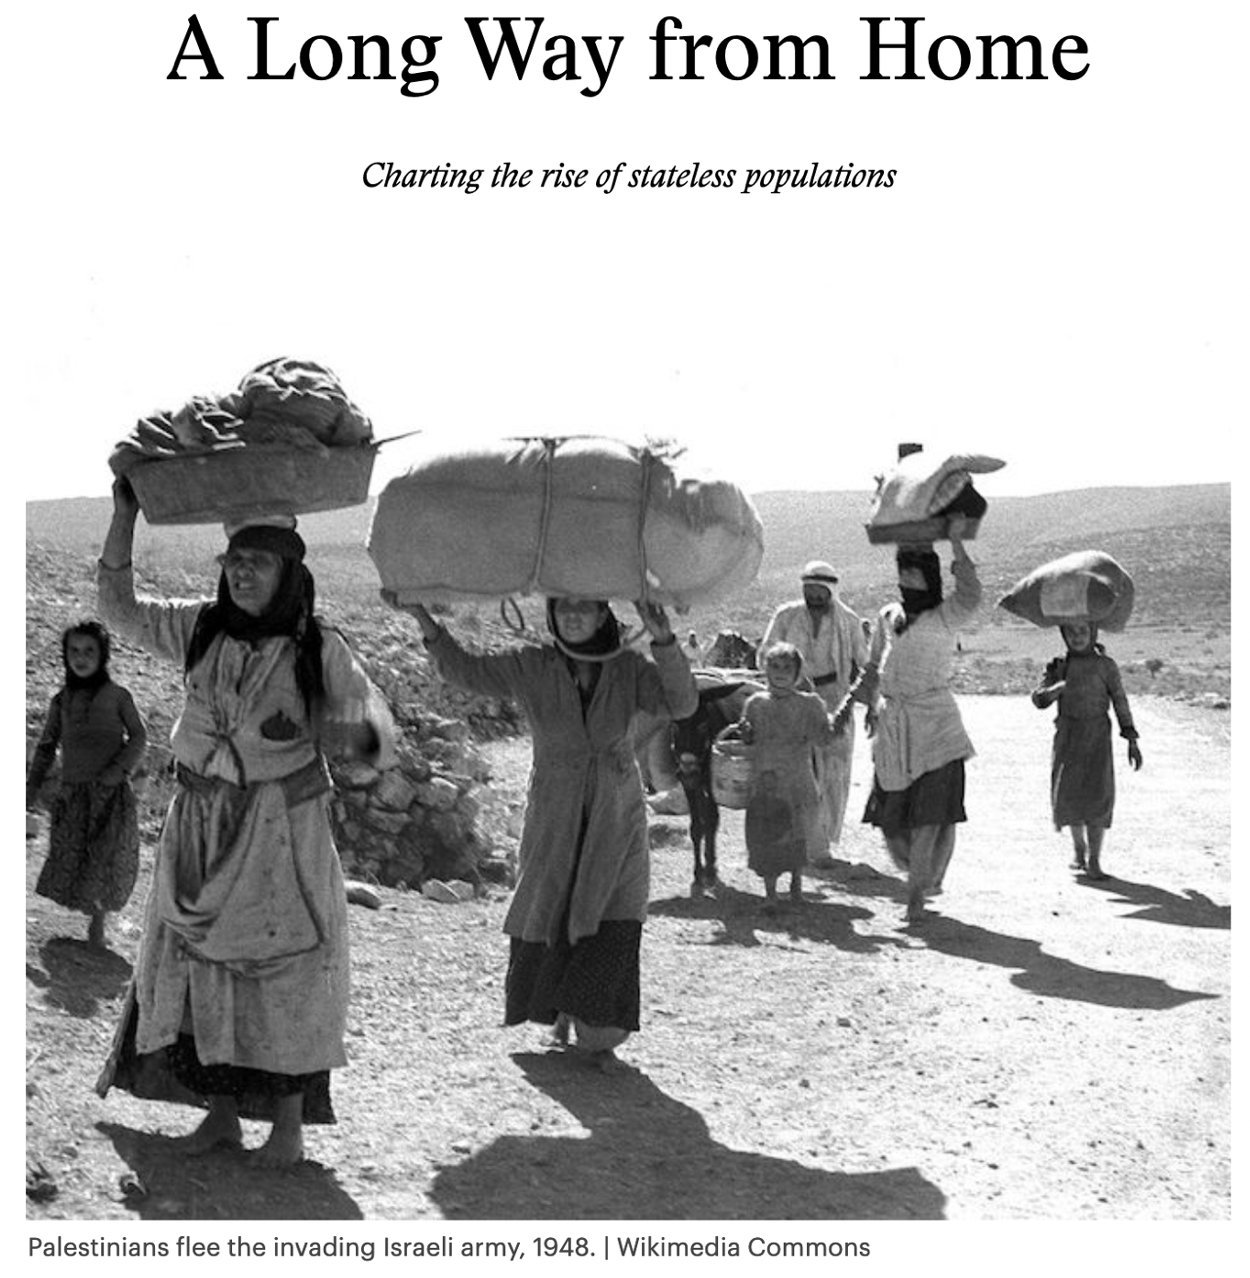 A Long Way from Home
Charting the rise of stateless populations
Palestinians flee the invading Israeli army, 1948. | Wikimedia Commons